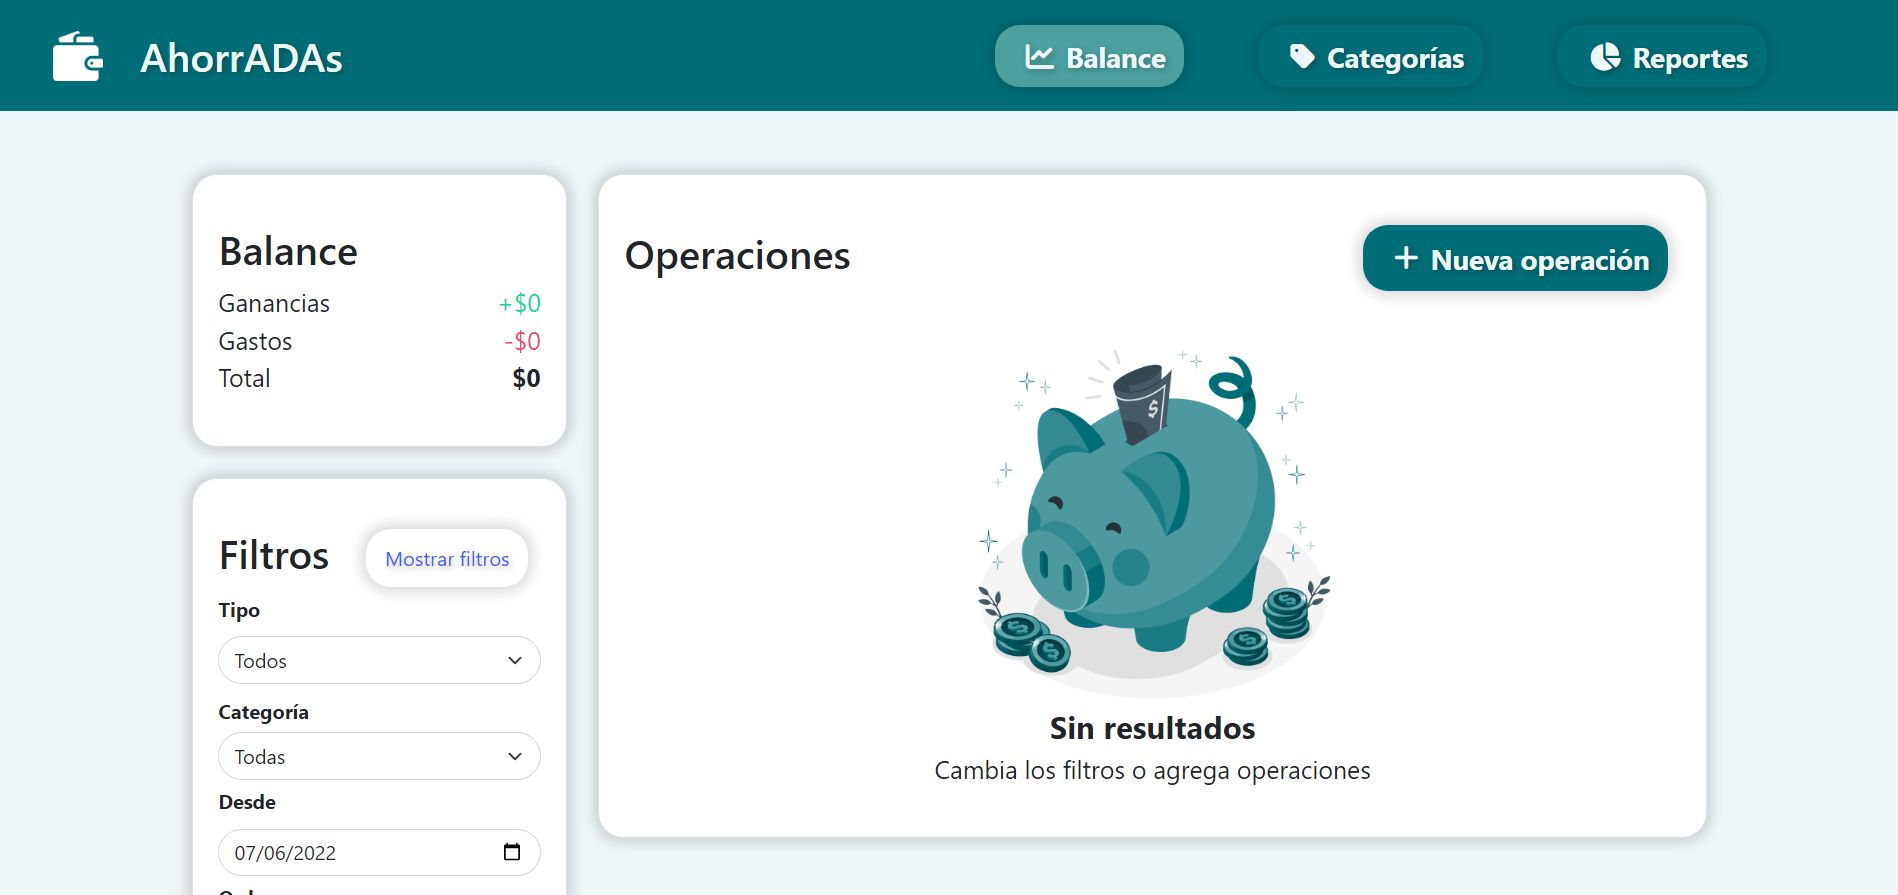 AhorrADAs
Balance
Categorías
Reportes
Balance
Ganancias +$0
Gastos -$0
Total $0
Filtros
Mostrar filtros
Tipo
Todos
Categoría
Todas
Desde
07/06/2022
Operaciones
+ Nueva operación
$
$
$
$
$
Sin resultados
Cambia los filtros o agrega operaciones